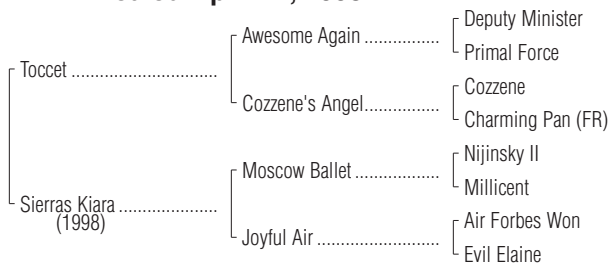 Deputy Minister
Awesome Again ................
Primal Force
Toccet ................................
Cozzene
Cozzene's Angel................
Charming Pan (FR)
Nijinsky II
Moscow Ballet ..................
Millicent
Sierras Kiara .....................
(1998)
Air Forbes Won
Joyful Air ..........................
Evil Elaine